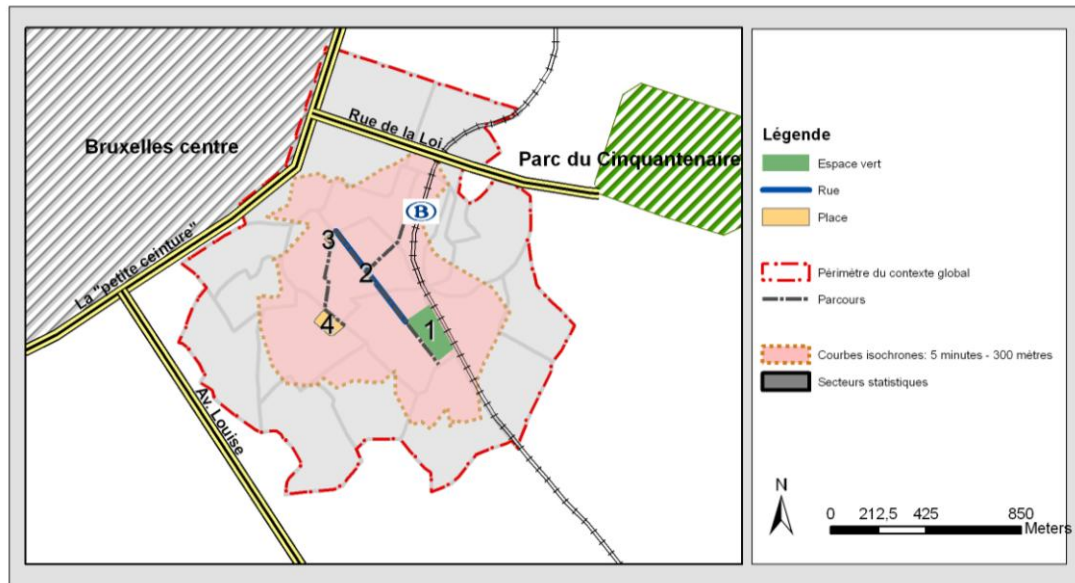 Bruxelles centre
Rue de la Loi
Parc du Cinquantenaire
B
La "petite ceinture"
3
2
4
1
Av. Louise
Légende
Espace vert
Rue
Place
Périmètre du contexte global
Parcours
Courbes isochrones: 5 minutes - 300 mètres
Secteurs statistiques
N
0 212,5 425 850
Meters